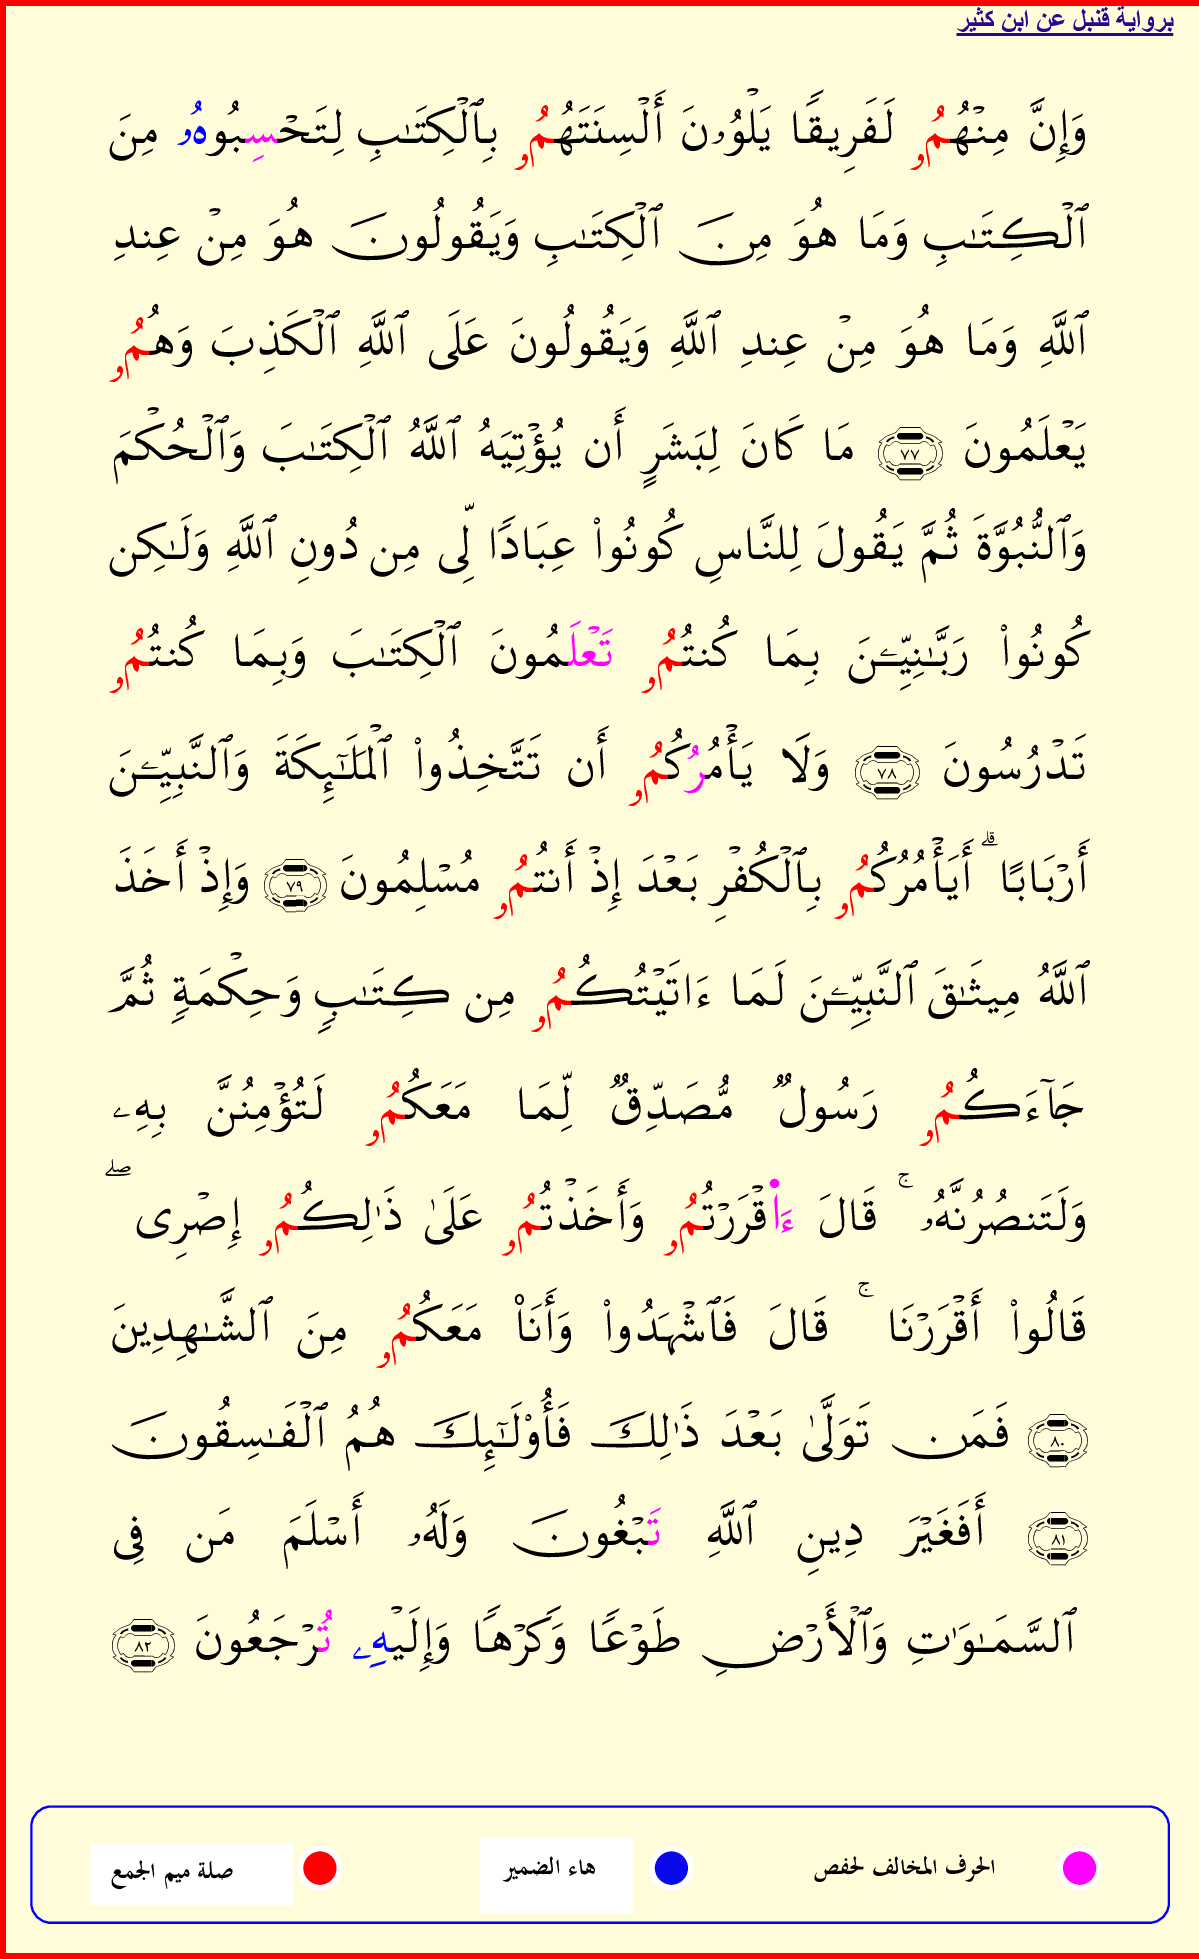 برواية قنبل عن ابن كثير
وَإِنَّ مِنْهُمُۥ لَفَرِيقًا يَلْوُۥنَ أَلْسِنَتَهُمُۥ بِٱلْكِتَٰبِ لِتَحْسِبُوهُۥ مِنَ
ٱلْكِتَٰبِ وَمَا هُوَ مِنَ ٱلْكِتَٰبِ وَيَقُولُونَ هُوَ مِنْ عِندِ
ٱللَّهِ وَمَا هُوَ مِنْ عِندِ ٱللَّهِ وَيَقُولُونَ عَلَى ٱللَّهِ ٱلْكَذِبَ وَهُمُۥ
يَعْلَمُونَ ٧٧ مَا كَانَ لِبَشَرٍ أَن يُؤْتِيَهُ ٱللَّهُ ٱلْكِتَٰبَ وَٱلْحُكْمَ
وَٱلنُّبُوَّةَ ثُمَّ يَقُولَ لِلنَّاسِ كُونُوا۟ عِبَادًا لِّى مِن دُونِ ٱللَّهِ وَلَٰكِن
كُونُوا۟ رَبَّٰنِيِّـۧنَ بِمَا كُنتُمُۥ تَعْلَمُونَ ٱلْكِتَٰبَ وَبِمَا كُنتُمُۥ
تَدْرُسُونَ ٧٨ وَلَا يَأْمُرُكُمُۥ أَن تَتَّخِذُوا۟ ٱلْمَلَٰٓئِكَةَ وَٱلنَّبِيِّـۧنَ
أَرْبَابًا ۗ أَيَأْمُرُكُمُۥ بِٱلْكُفْرِ بَعْدَ إِذْ أَنتُمُۥ مُسْلِمُونَ ٧٩ وَإِذْ أَخَذَ
ٱللَّهُ مِيثَٰقَ ٱلنَّبِيِّـۧنَ لَمَا ءَاتَيْتُكُمُۥ مِن كِتَٰبٍ وَحِكْمَةٍ ثُمَّ
جَآءَكُمُۥ رَسُولٌ مُّصَدِّقٌ لِّمَا مَعَكُمُۥ لَتُؤْمِنُنَّ بِهِۦ
وَلَتَنصُرُنَّهُۥ ۚ قَالَ ءَا۬قْرَرْتُمُۥ وَأَخَذْتُمُۥ عَلَىٰ ذَٰلِكُمُۥ إِصْرِى ۖ
قَالُوا۟ أَقْرَرْنَا ۚ قَالَ فَٱشْهَدُوا۟ وَأَنَا۠ مَعَكُمُۥ مِنَ ٱلشَّٰهِدِينَ
٨٠ فَمَن تَوَلَّىٰ بَعْدَ ذَٰلِكَ فَأُو۟لَٰٓئِكَ هُمُ ٱلْفَٰسِقُونَ
٨١ أَفَغَيْرَ دِينِ ٱللَّهِ تَبْغُونَ وَلَهُۥ أَسْلَمَ مَن فِى
ٱلسَّمَٰوَٰتِ وَٱلْأَرْضِ طَوْعًا وَكَرْهًا وَإِلَيْهِۦ تُرْجَعُونَ ٨٢
الحرف المخالف لحفص هاء الضمير صلة ميم الجمع